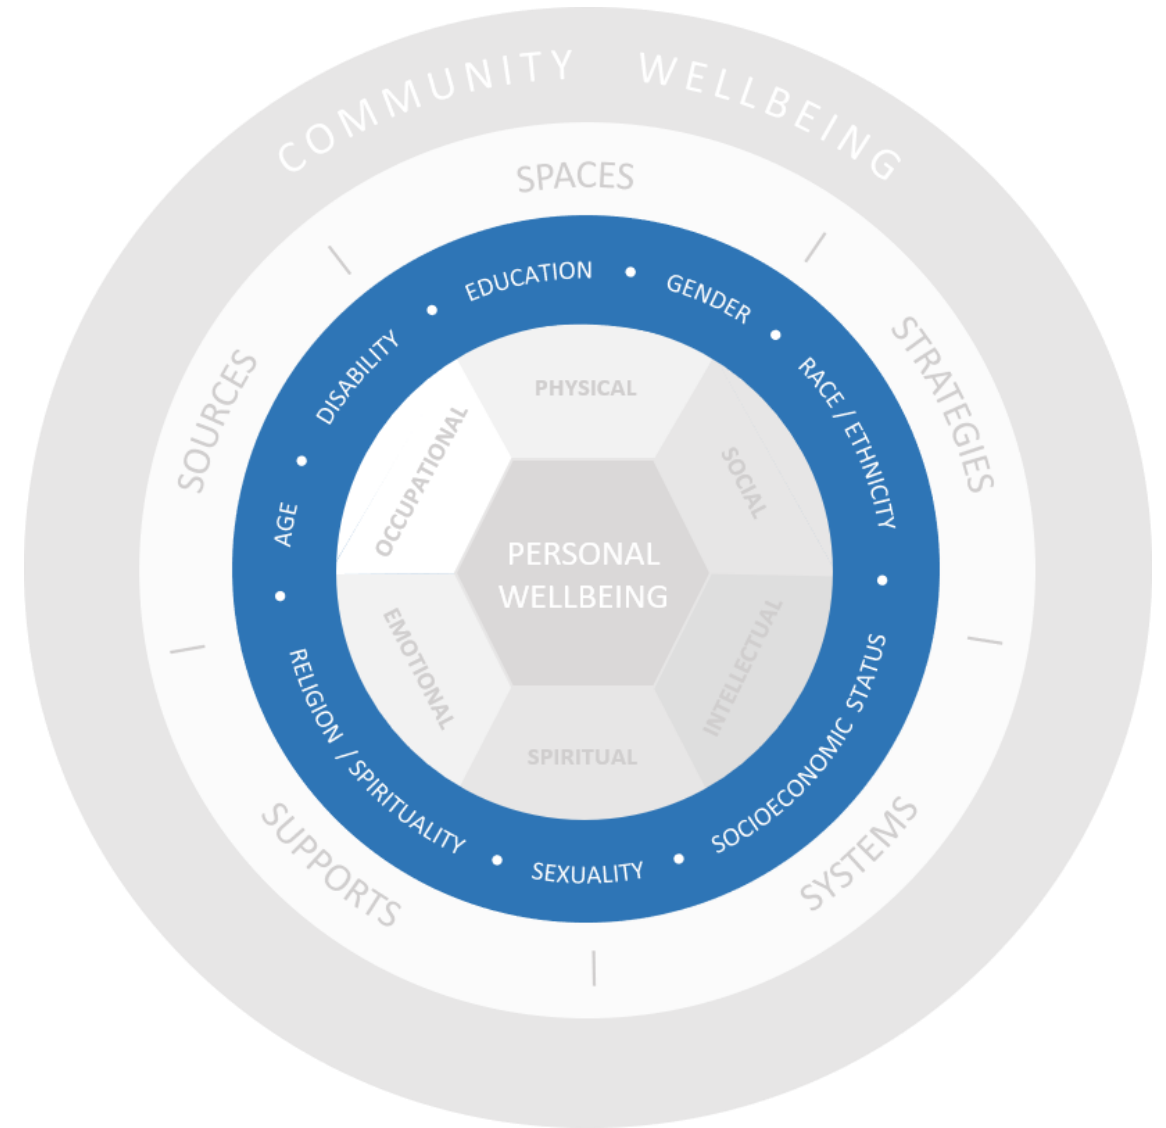 COMMUNITY WELLBEING
SPACES
STRATEGIES
SYSTEMS
SUPPORTS
SOURCES
EDUCATION
GENDER
RACE / ETHNICITY
SOCIOECONOMIC STATUS
SEXUALITY
RELIGION / SPIRITUALITY
AGE
DISABILITY
PHYSICAL
SOCIAL
INTELLECTUAL
SPIRITUAL
EMOTIONAL
OCCUPATIONAL
PERSONAL
WELLBEING